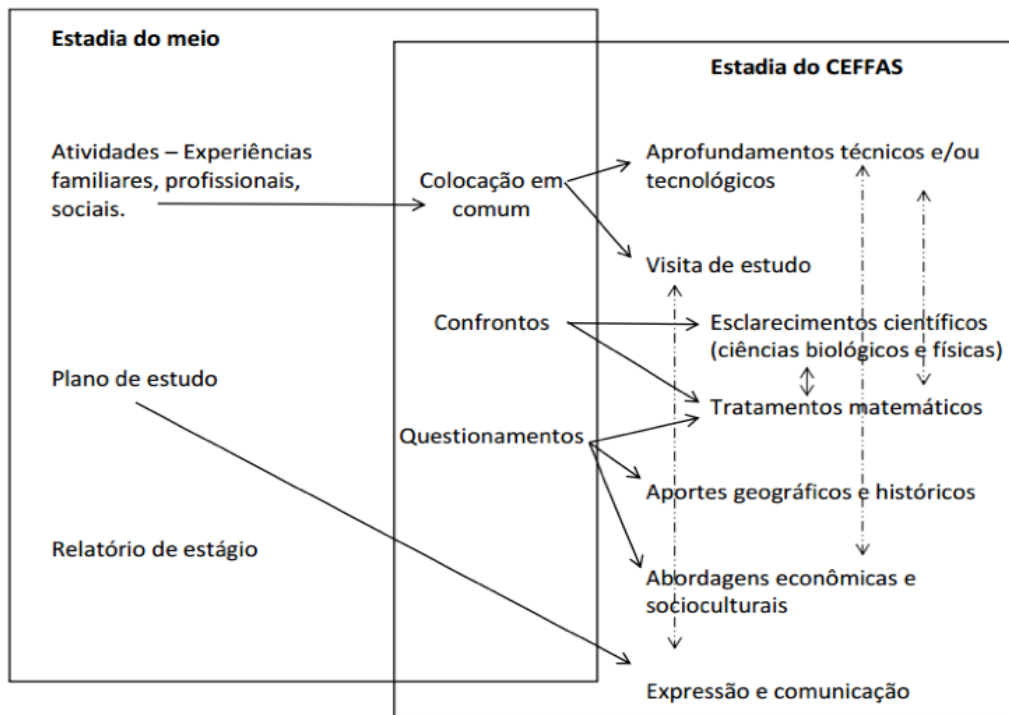 Estadia do meio
Estadia do CEFFAS
Atividades – Experiências
familiares, profissionais,
sociais.
Colocação em
comum
Aprofundamentos técnicos e/ou
tecnológicos
Visita de estudo
Confrontos
Esclarecimentos científicos
(ciências biológicos e físicas)
Plano de estudo
Tratamentos matemáticos
Questionamentos
Aportes geográficos e históricos
Relatório de estágio
Abordagens econômicas e
socioculturais
Expressão e comunicação